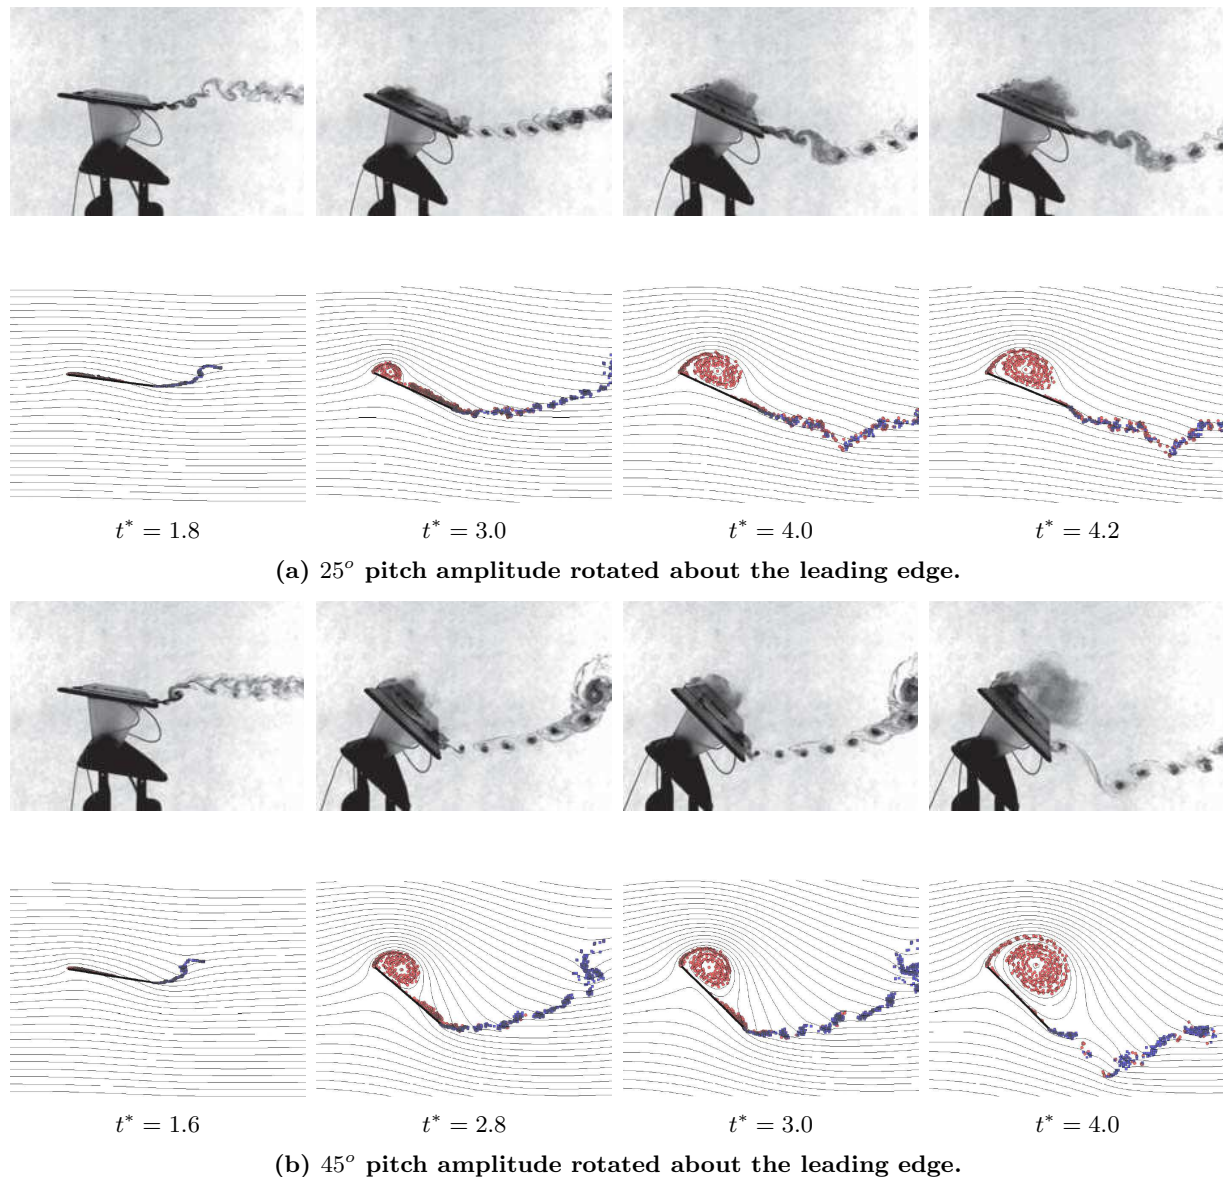 t* = 1.8 t* = 3.0 t* = 4.0 t* = 4.2
(a) 25° pitch amplitude rotated about the leading edge.
t* = 1.6 t* = 2.8 t* = 3.0 t* = 4.0
(b) 45° pitch amplitude rotated about the leading edge.